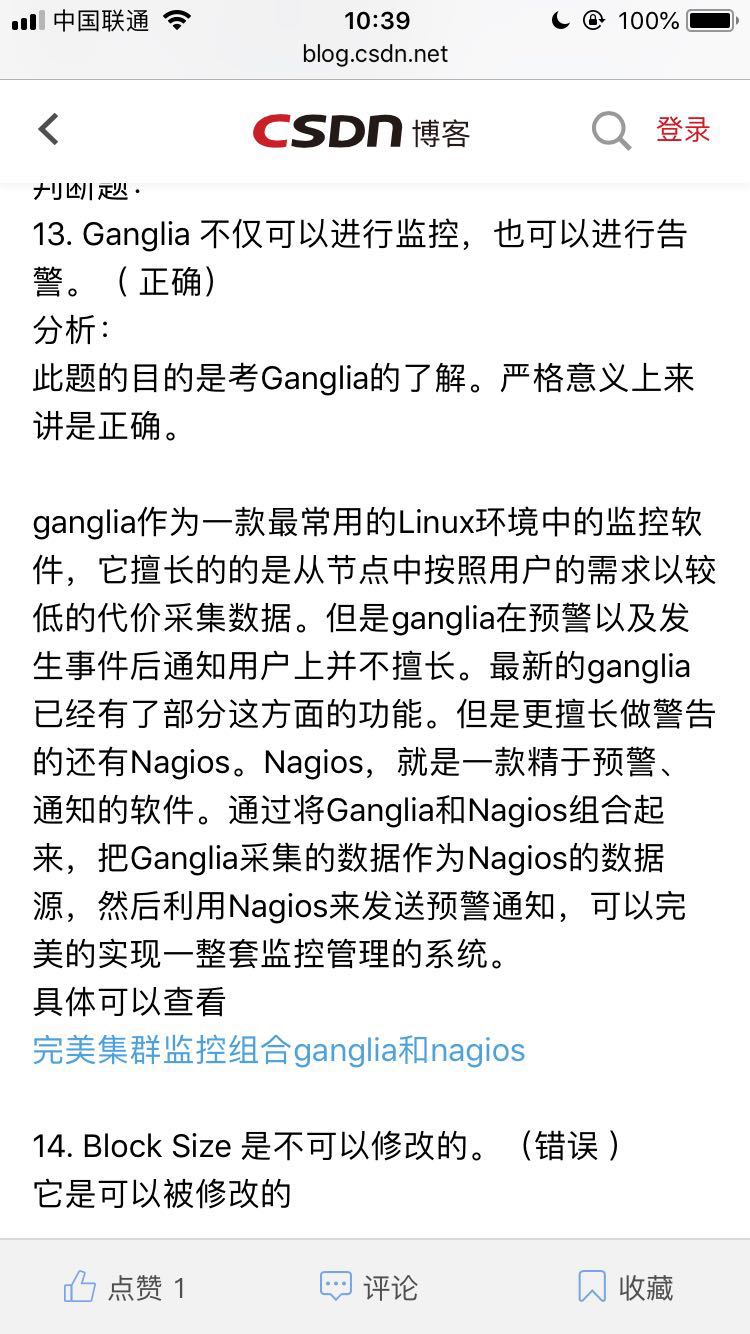 中国联通
10:39
100%
blog.csdn.net
CSDN 博客
登录
判断题:
13. Ganglia 不仅可以进行监控，也可以进行告
警。（ 正确）
分析：
此题的目的是考Ganglia的了解。严格意义上来
讲是正确。
ganglia作为一款最常用的Linux环境中的监控软
件，它擅长的的是从节点中按照用户的需求以较
低的代价采集数据。但是ganglia在预警以及发
生事件后通知用户上并不擅长。最新的ganglia
已经有了部分这方面的功能。但是更擅长做警告
的还有Nagios。Nagios，就是一款精于预警、
通知的软件。通过将Ganglia和Nagios组合起
来，把Ganglia采集的数据作为Nagios的数据
源，然后利用Nagios来发送预警通知，可以完
美的实现一整套监控管理的系统。
具体可以查看
完美集群监控组合ganglia和nagios
14. Block Size 是不可以修改的。（错误 ）
它是可以被修改的
点赞 1
评论
收藏